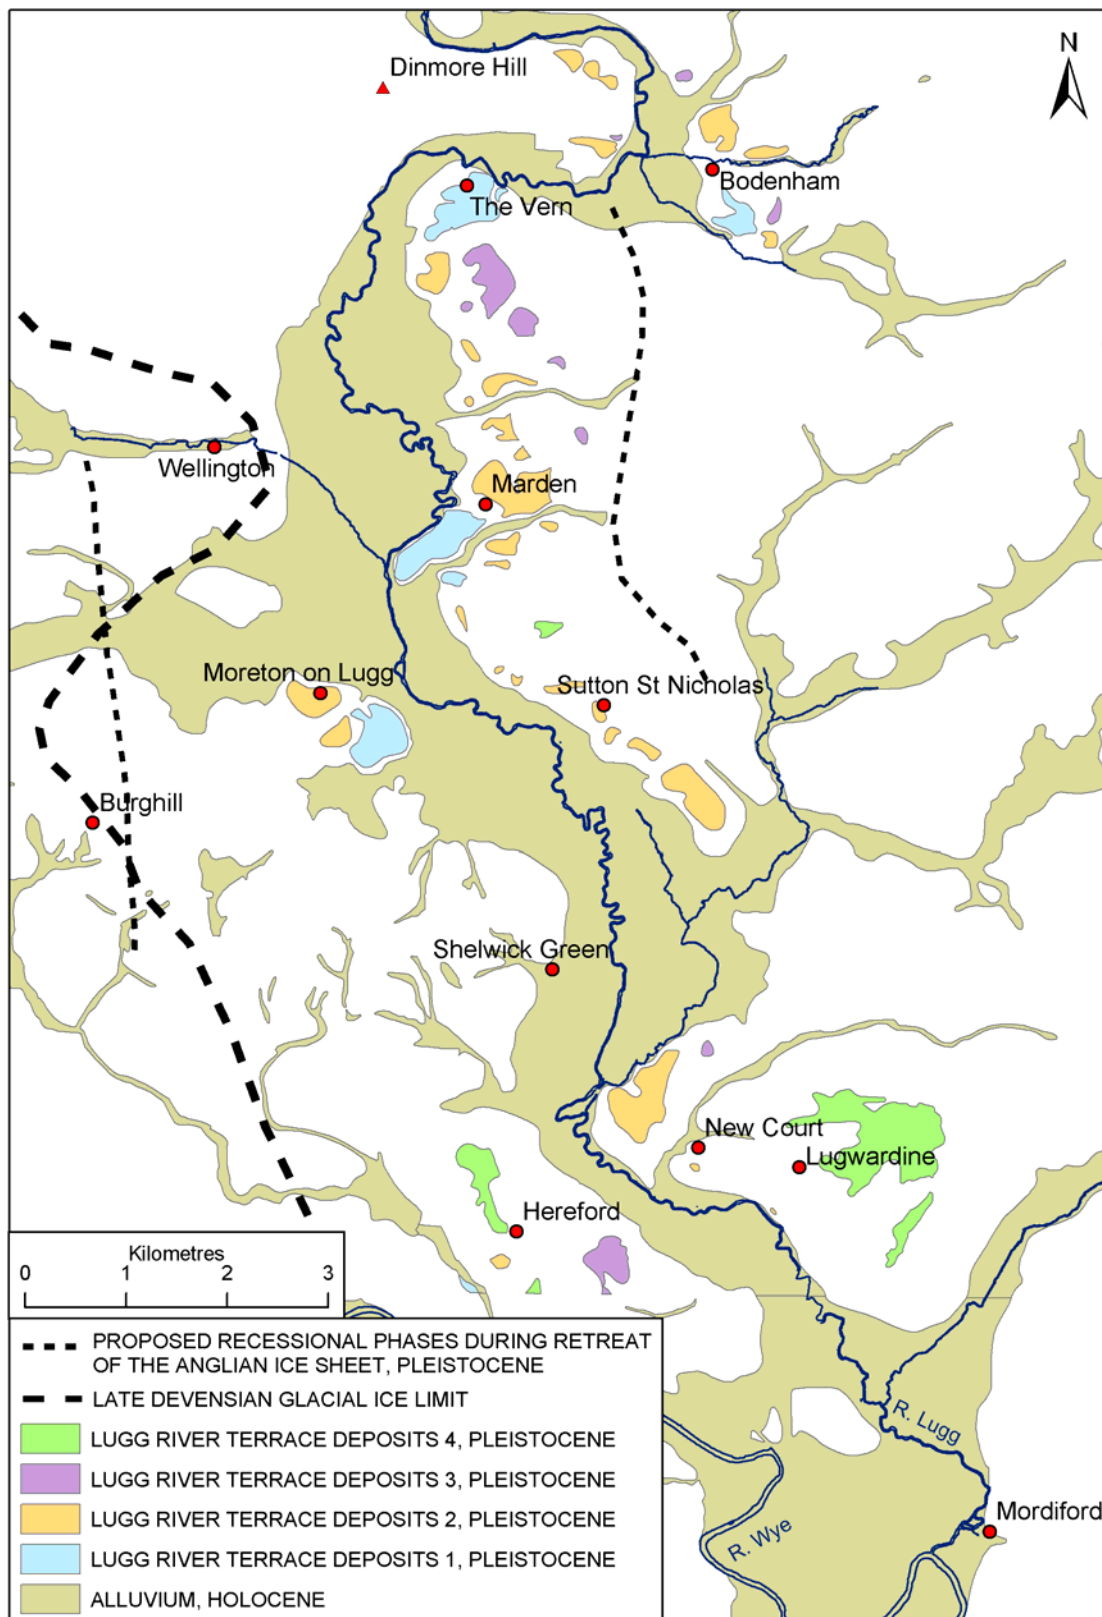 N
Dinmore Hill
Bodenham
The Vern
Wellington
Marden
Moreton on Lugg
Sutton St Nicholas
Burghill
Shelwick Green
New Court
Lugwardine
Hereford
Kilometres
0 1 2 3
PROPOSED RECESSIONAL PHASES DURING RETREAT
OF THE ANGLIAN ICE SHEET, PLEISTOCENE
LATE DEVENSIAN GLACIAL ICE LIMIT
LUGG RIVER TERRACE DEPOSITS 4, PLEISTOCENE
LUGG RIVER TERRACE DEPOSITS 3, PLEISTOCENE
LUGG RIVER TERRACE DEPOSITS 2, PLEISTOCENE
LUGG RIVER TERRACE DEPOSITS 1, PLEISTOCENE
ALLUVIUM, HOLOCENE
R. Lugg
Mordiford
R. Wye